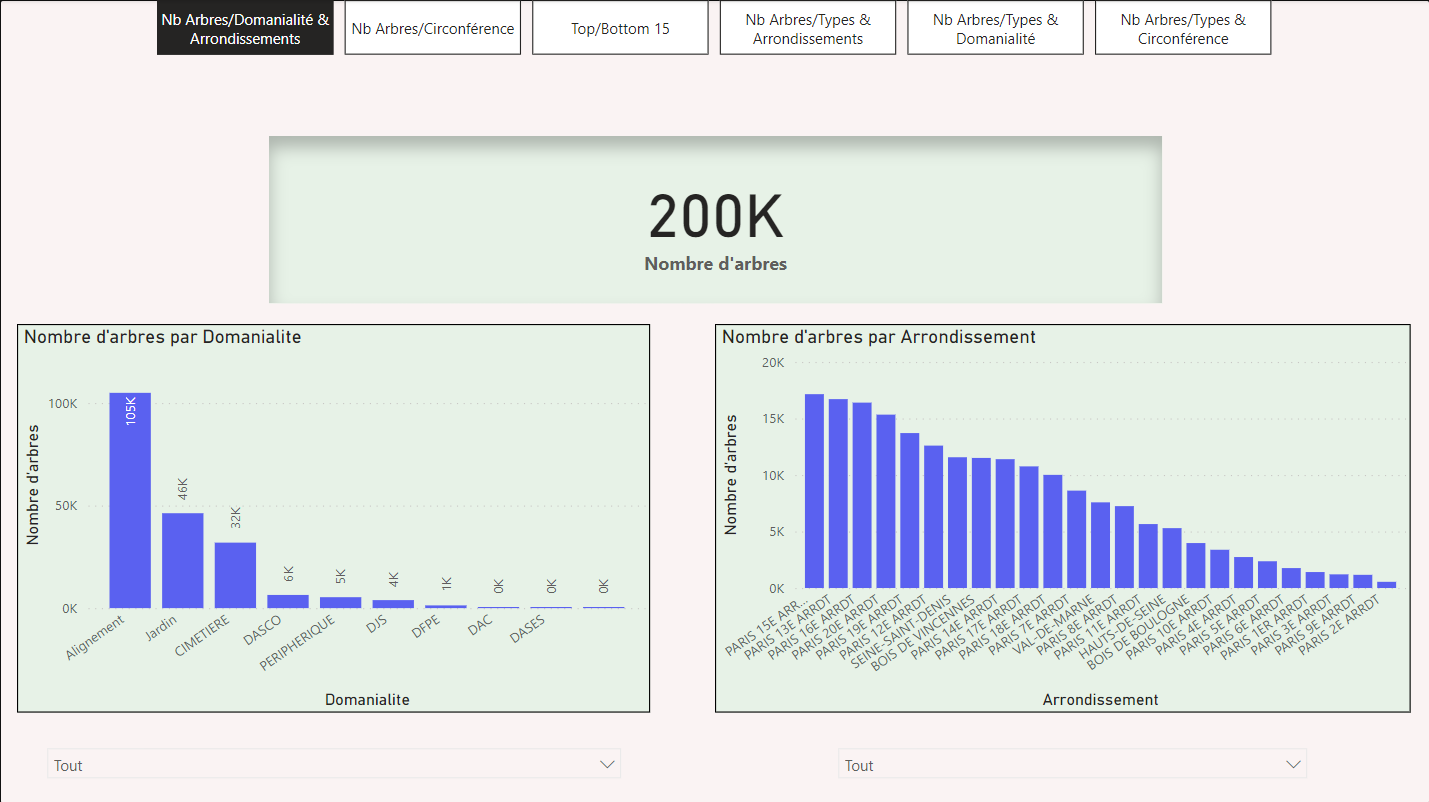 Nb Arbres/Domanialité &
Arrondissements
Nb Arbres/Circonférence
Top/Bottom 15
Nb Arbres/Types &
Arrondissements
Nb Arbres/Types &
Domanialité
Nb Arbres/Types &
Circonférence
200K
Nombre d'arbres
Nombre d'arbres par Domanialite
Nombre d'arbres
100K
50K
0K
105K
46K
32K
6K
5K
4K
1K
0K
0K
0K
Alignement
Jardin
CIMETIERE
DASCO
PERIPHERIQUE
DJS
DFPE
DAC
DASES
Domanialite
Nombre d'arbres par Arrondissement
Nombre d'arbres
20K
15K
10K
5K
0K
PARIS 15E ARR...
PARIS 13E ARRDT
PARIS 16E ARRDT
PARIS 20E ARRDT
PARIS 19E ARRDT
PARIS 12E ARRDT
SEINE-SAINT-DENIS
BOIS DE VINCENNES
PARIS 14E ARRDT
PARIS 17E ARRDT
PARIS 18E ARRDT
PARIS 7E ARRDT
VAL-DE-MARNE
PARIS 8E ARRDT
PARIS 11E ARRDT
HAUTS-DE-SEINE
BOIS DE BOULOGNE
PARIS 10E ARRDT
PARIS 4E ARRDT
PARIS 5E ARRDT
PARIS 6E ARRDT
PARIS 1ER ARRDT
PARIS 3E ARRDT
PARIS 9E ARRDT
PARIS 2E ARRDT
Arrondissement
Tout
Tout